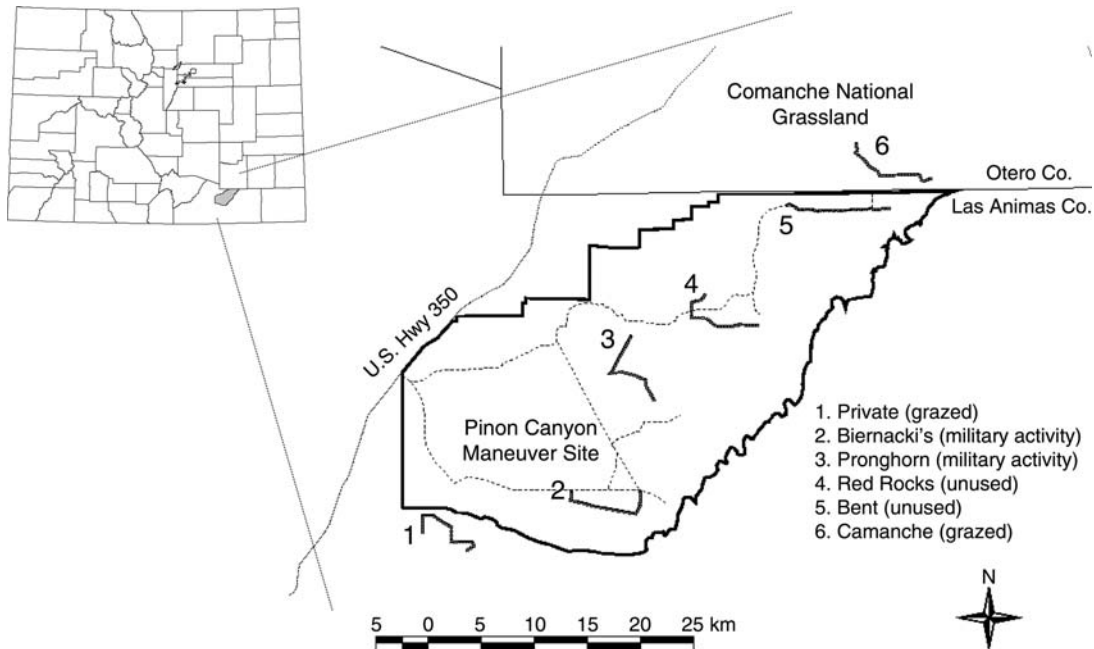 Comanche National
Grassland
6
Otero Co.
Las Animas Co.
5
4
U.S. Hwy 350
3
Pinon Canyon
Maneuver Site
2
1
1. Private (grazed)
2. Biernacki's (military activity)
3. Pronghorn (military activity)
4. Red Rocks (unused)
5. Bent (unused)
6. Camanche (grazed)
N
5 0 5 10 15 20 25 km